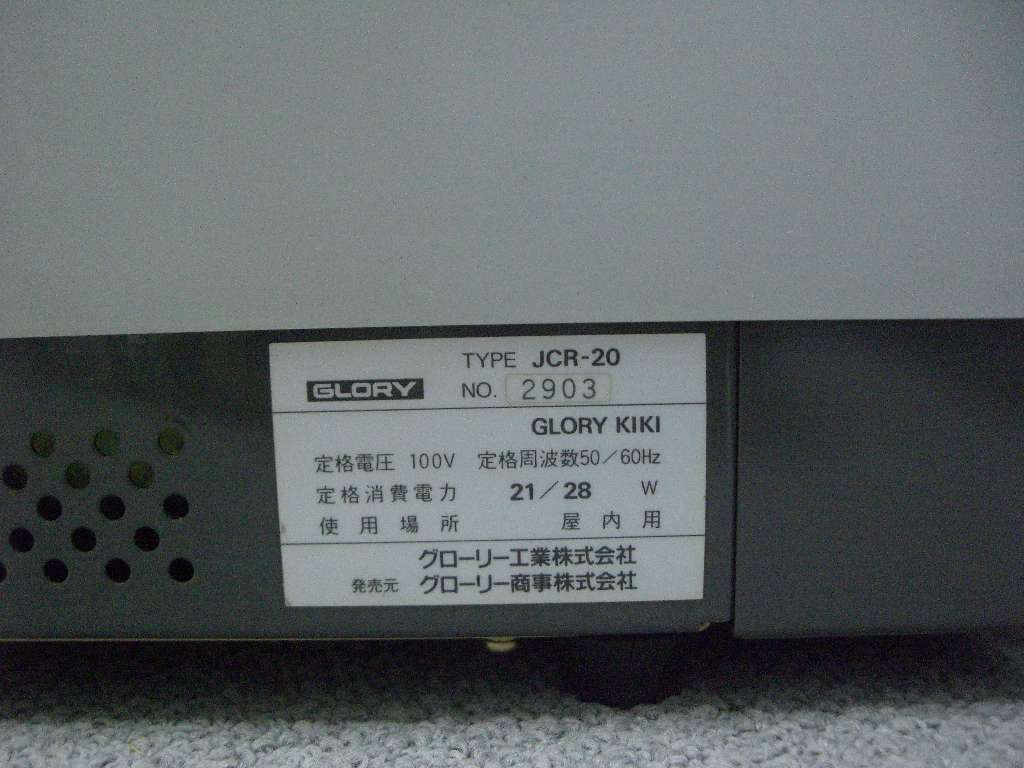 TYPE JCR-20
GLORY NO. 2903
GLORY KIKI
定格電圧 100V 定格周波数50/60Hz
定格消費電力 21/28 W
使用場所 屋内用
グローリー工業株式会社
発売元 グローリー商事株式会社